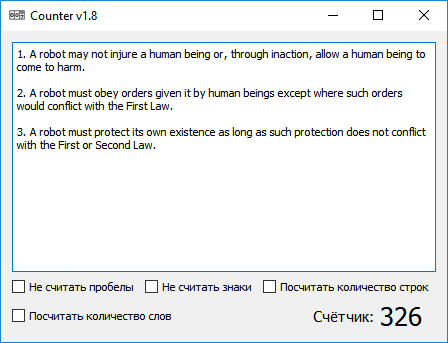 Counter v1.8
1. A robot may not injure a human being or, through inaction, allow a human being to
come to harm.
2. A robot must obey orders given it by human beings except where such orders
would conflict with the First Law.
3. A robot must protect its own existence as long as such protection does not conflict
with the First or Second Law.
Не считать пробелы Не считать знаки Посчитать количество строк
Посчитать количество слов Счётчик: 326